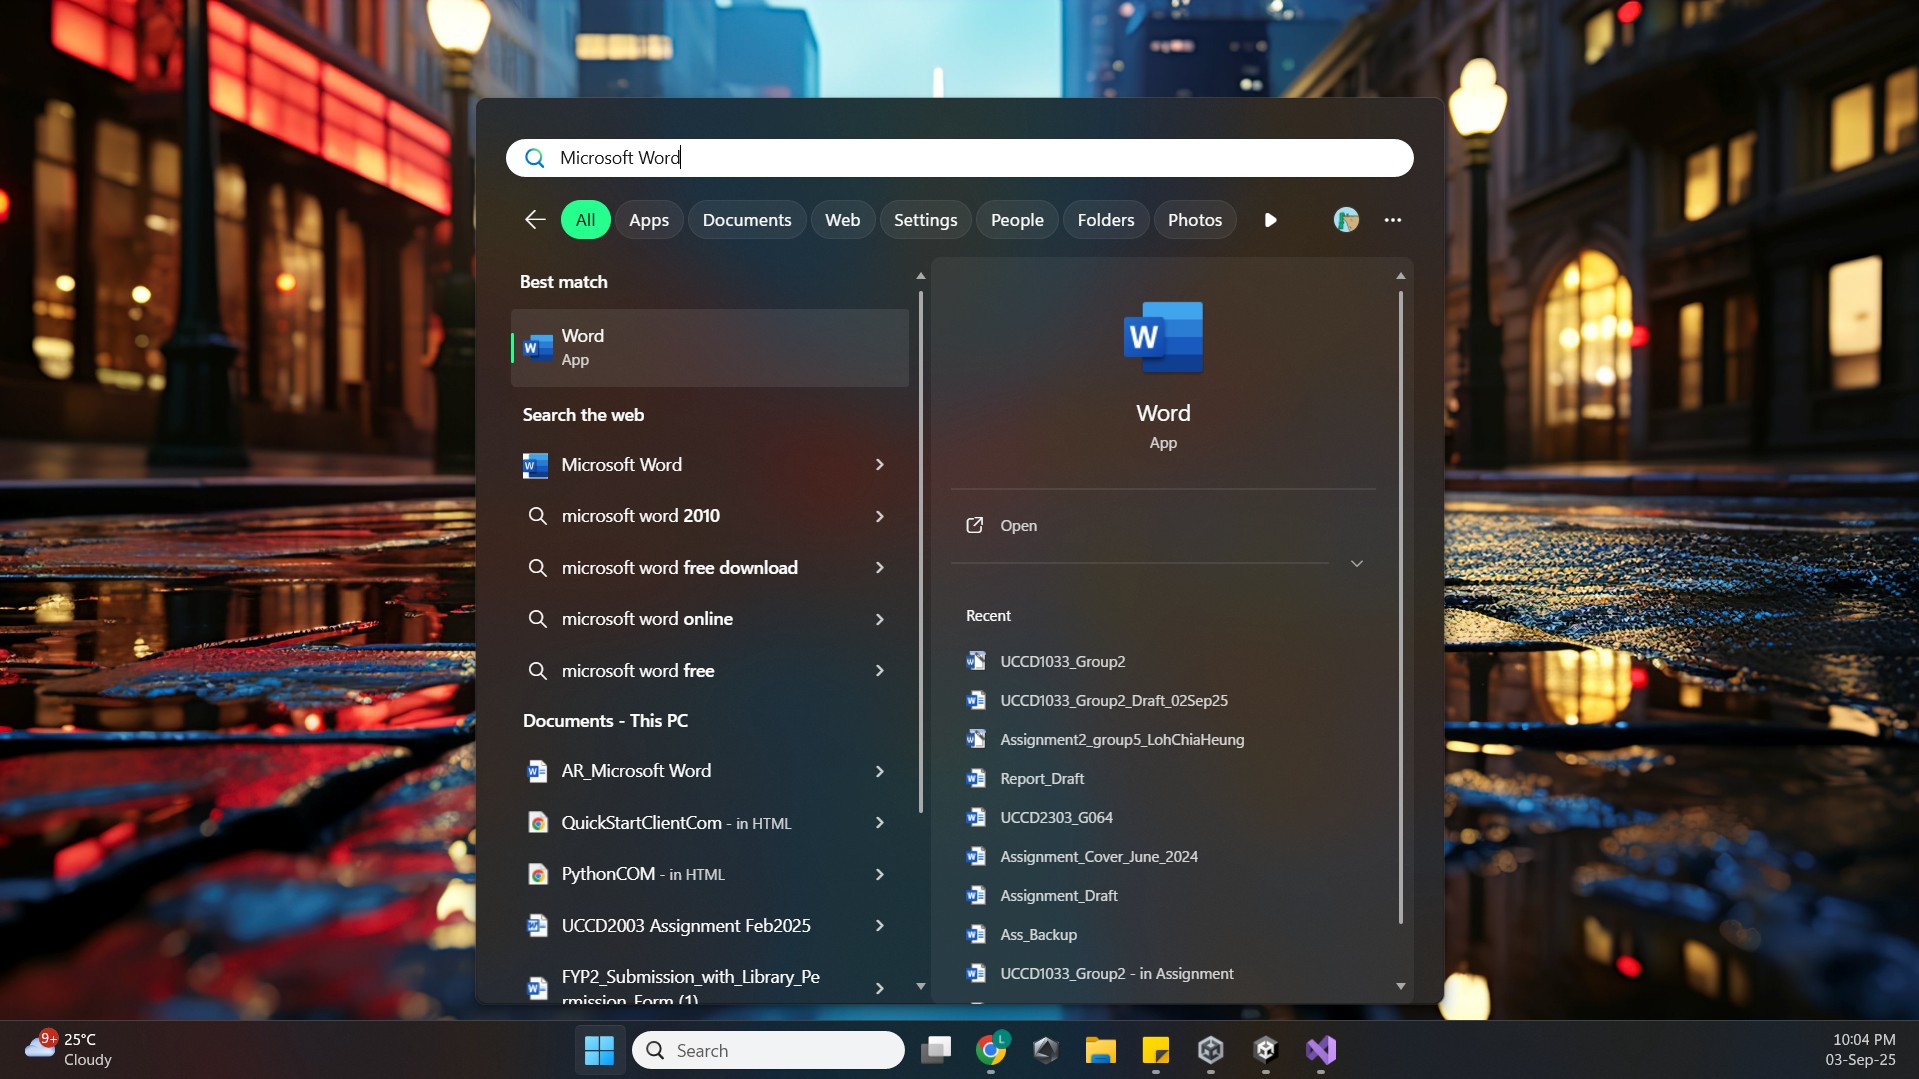 Microsoft Word
All
Apps
Documents
Web
Settings
People
Folders
Photos
Best match
Word
App
Search the web
Microsoft Word
microsoft word 2010
microsoft word free download
microsoft word online
microsoft word free
Documents - This PC
AR_Microsoft Word
QuickStartClientCom - in HTML
PythonCOM - in HTML
UCCD2003 Assignment Feb2025
FYP2_Submission_with_Library_Pe
rmission_Form (1)
Word
App
Open
Recent
UCCD1033_Group2
UCCD1033_Group2_Draft_02Sep25
Assignment2_group5_LohChiaHeung
Report_Draft
UCCD2303_G064
Assignment_Cover_June_2024
Assignment_Draft
Ass_Backup
UCCD1033_Group2 - in Assignment
9+
25°C
Cloudy
Search
L
10:04 PM
03-Sep-25